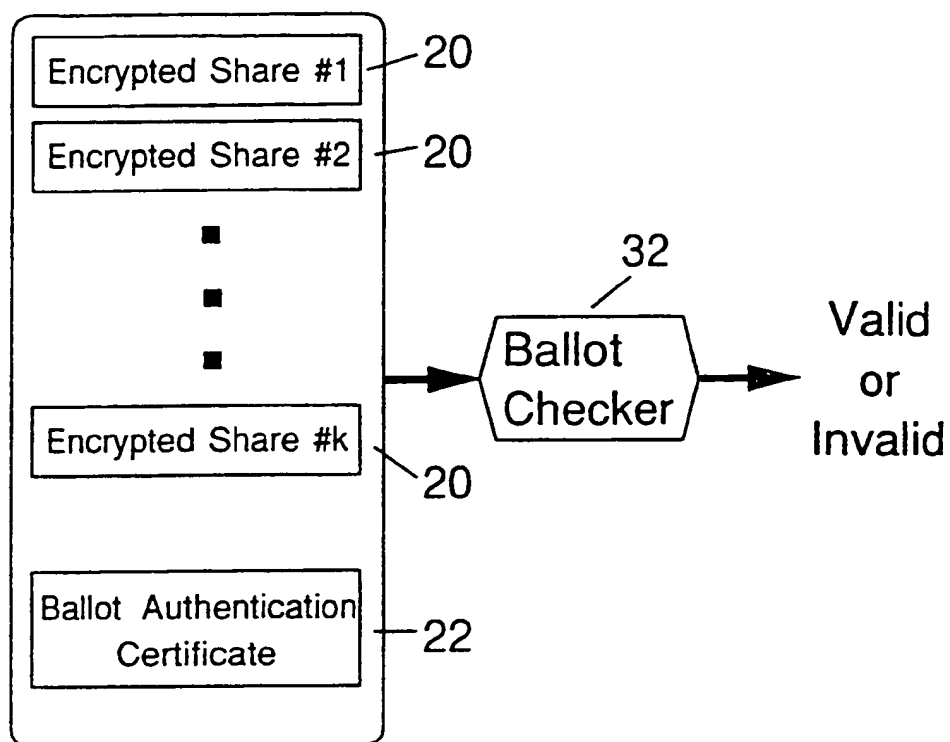 Encrypted Share #1
20
Encrypted Share #2
20
Encrypted Share #k
20
Ballot Authentication
Certificate
22
32
Ballot
Checker
Valid
or
Invalid